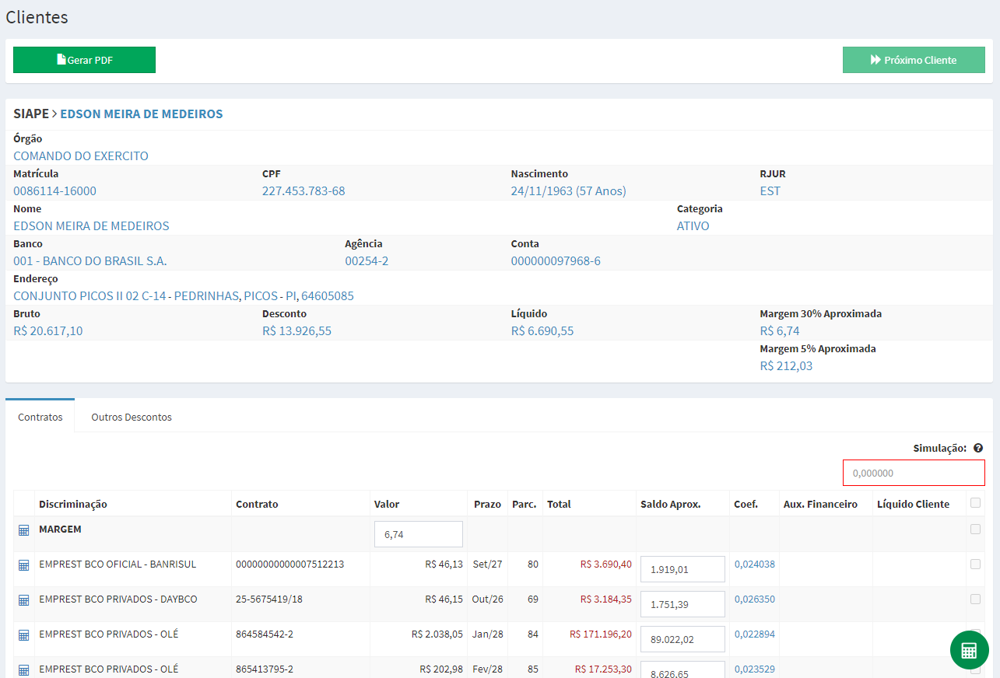 Clientes
Gerar PDF
Próximo Cliente
SIAPE > EDSON MEIRA DE MEDEIROS
Órgão
COMANDO DO EXERCITO
Matrícula CPF Nascimento RJUR
0086114-16000 227.453.783-68 24/11/1963 (57 Anos) EST
Nome Categoria
EDSON MEIRA DE MEDEIROS ATIVO
Banco Agência Conta
001 - BANCO DO BRASIL S.A. 00254-2 000000097968-6
Endereço
CONJUNTO PICOS II 02 C-14 - PEDRINHAS, PICOS - PI, 64605085
Bruto Desconto Líquido Margem 30% Aproximada
R$ 20.617,10 R$ 13.926,55 R$ 6.690,55 R$ 6,74
Margem 5% Aproximada
R$ 212,03
Contratos Outros Descontos
Simulação: ?
0,000000
Discriminação Contrato Valor Prazo Parc. Total Saldo Aprox. Coef. Aux. Financeiro Líquido Cliente
MARGEM 6,74
EMPREST BCO OFICIAL - BANRISUL 00000000000007512213 R$ 46,13 Set/27 80 R$ 3.690,40 1.919,01 0,024038
EMPREST BCO PRIVADOS - DAYBCO 25-5675419/18 R$ 46,15 Out/26 69 R$ 3.184,35 1.751,39 0,026350
EMPREST BCO PRIVADOS - OLÉ 864584542-2 R$ 2.038,05 Jan/28 84 R$ 171.196,20 89.022,02 0,022894
EMPREST BCO PRIVADOS - OLÉ 865413795-2 R$ 202,98 Fev/28 85 R$ 17.253,30 8.626,65 0,023529